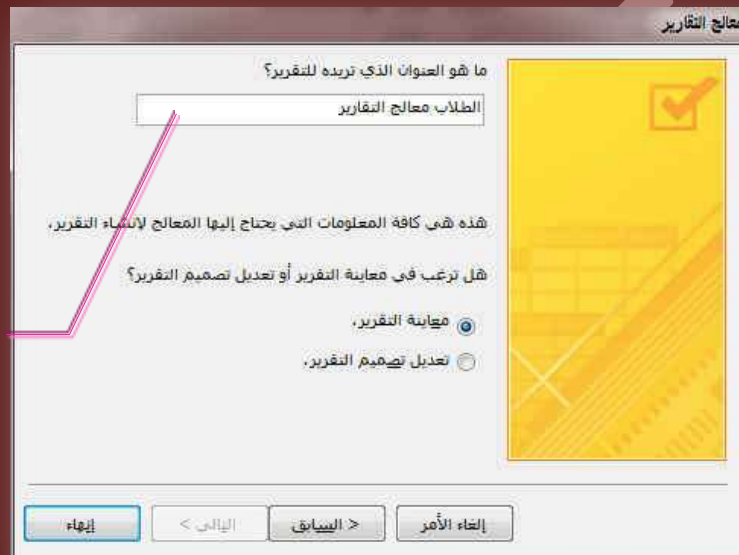 معالج التقارير
ما هو العنوان الذي تريده للتقرير؟
الطلاب معالج التقارير
هذه هي كافة المعلومات التي يحتاج إليها المعالج لإنشاء التقرير.
هل ترغب في معاينة التقرير أو تعديل تصميم التقرير؟
معاينة التقرير.
تعديل تصميم التقرير.
إلغاء الأمر
< السابق
التالي >
إنهاء